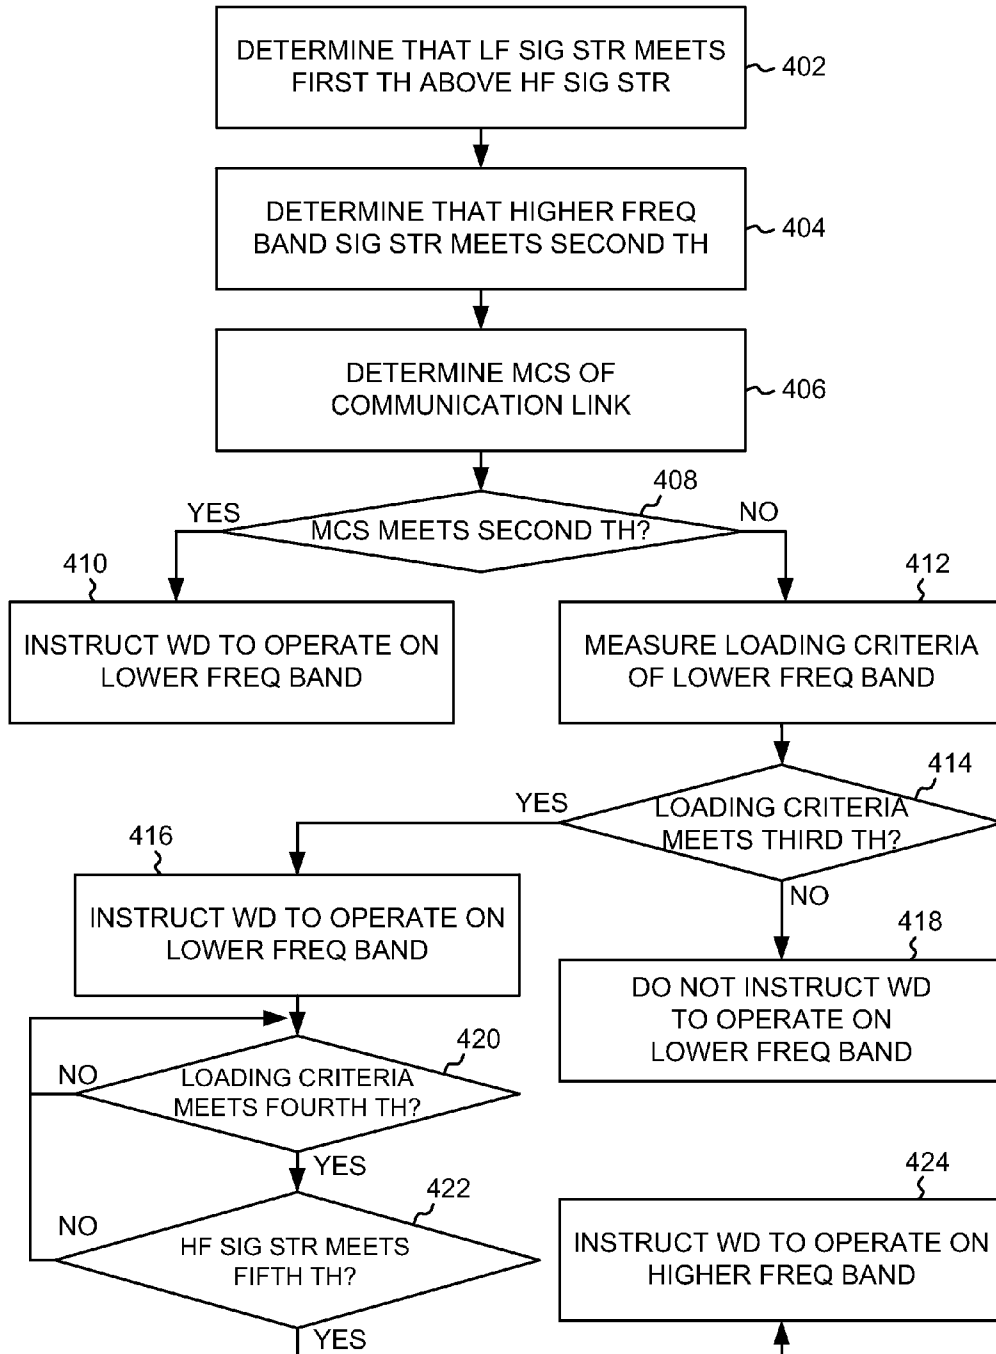 DETERMINE THAT LF SIG STR MEETS
FIRST TH ABOVE HF SIG STR
402
DETERMINE THAT HIGHER FREQ
BAND SIG STR MEETS SECOND TH
404
DETERMINE MCS OF
COMMUNICATION LINK
406
408
YES
MCS MEETS SECOND TH?
NO
410
INSTRUCT WD TO OPERATE ON
LOWER FREQ BAND
412
MEASURE LOADING CRITERIA
OF LOWER FREQ BAND
414
YES
LOADING CRITERIA
MEETS THIRD TH?
NO
416
INSTRUCT WD TO OPERATE ON
LOWER FREQ BAND
418
DO NOT INSTRUCT WD
TO OPERATE ON
LOWER FREQ BAND
420
NO
LOADING CRITERIA
MEETS FOURTH TH?
YES
422
NO
HF SIG STR MEETS
FIFTH TH?
YES
424
INSTRUCT WD TO OPERATE ON
HIGHER FREQ BAND